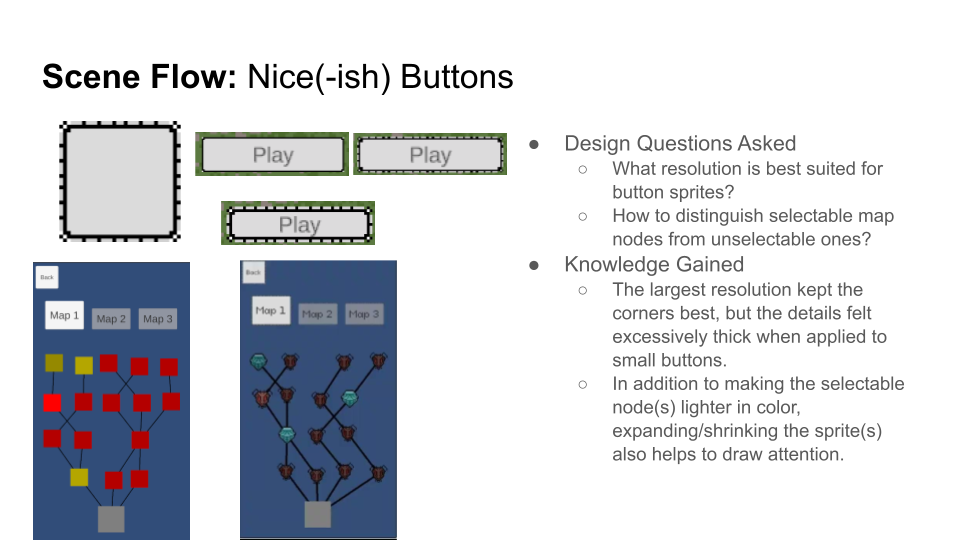 Scene Flow: Nice(-ish) Buttons
Play
Play
Play
Back
Map 1
Map 2
Map 3
Back
Map 1
Map 2
Map 3
● Design Questions Asked
○ What resolution is best suited for
button sprites?
○ How to distinguish selectable map
nodes from unselectable ones?
● Knowledge Gained
○ The largest resolution kept the
corners best, but the details felt
excessively thick when applied to
small buttons.
○ In addition to making the selectable
node(s) lighter in color,
expanding/shrinking the sprite(s)
also helps to draw attention.